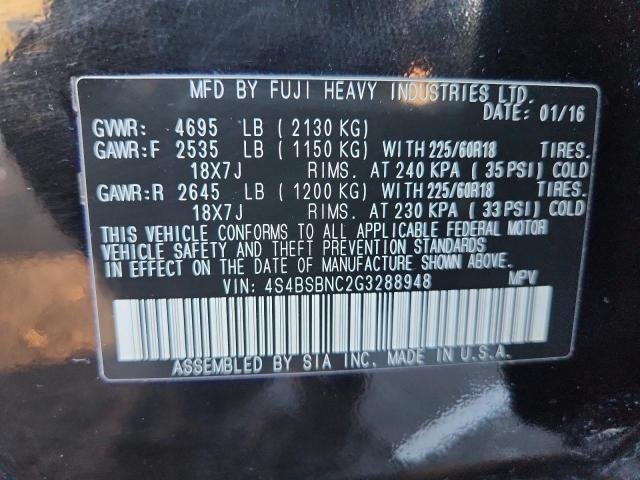 MFD BY FUJI HEAVY INDUSTRIES LTD.
DATE: 01/16
GVWR: 4695 LB (2130 KG)
GAWR:F 2535 LB (1150 KG) WITH 225/60R18 TIRES.
18X7J RIMS. AT 240 KPA (35 PSI) COLD
GAWR:R 2645 LB (1200 KG) WITH 225/60R18 TIRES.
18X7J RIMS. AT 230 KPA (33 PSI) COLD
THIS VEHICLE CONFORMS TO ALL APPLICABLE FEDERAL MOTOR
VEHICLE SAFETY AND THEFT PREVENTION STANDARDS
IN EFFECT ON THE DATE OF MANUFACTURE SHOWN ABOVE.
VIN: 4S4BSBNC2G3288948 MPV
ASSEMBLED BY SIA INC. MADE IN U.S.A.